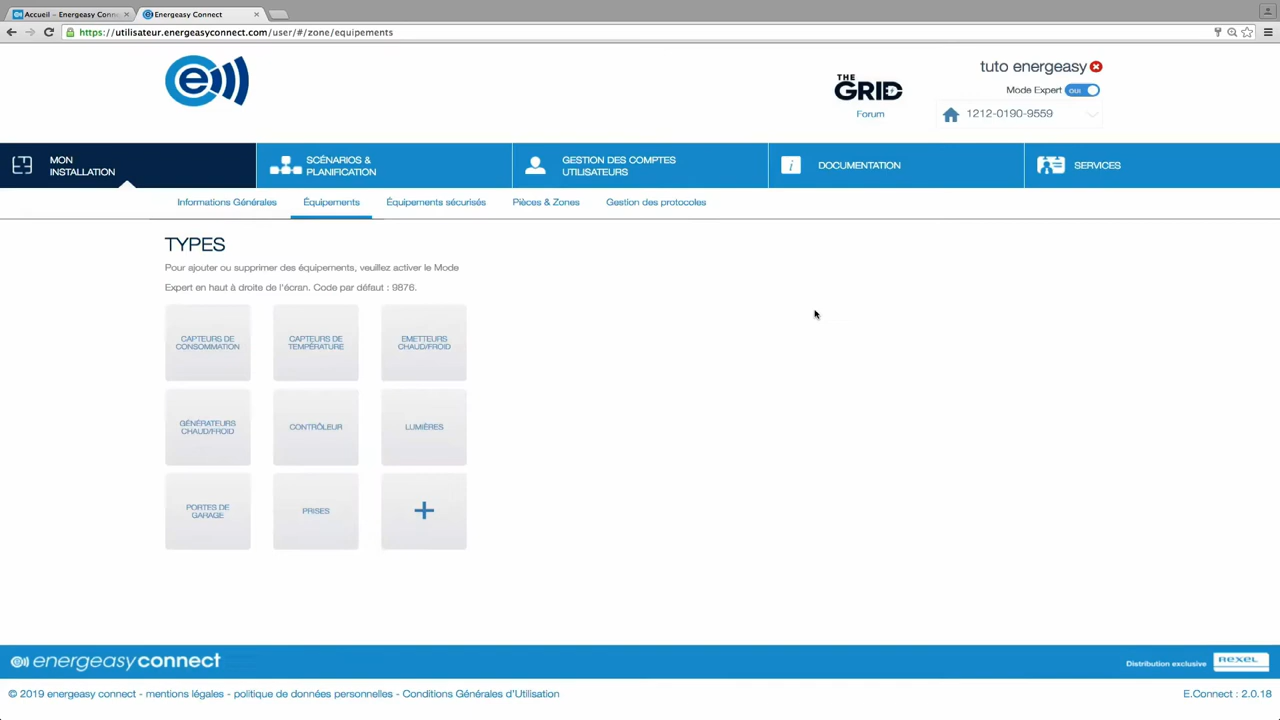 Accueil – Energeasy Conn
Energeasy Connect
https://utilisateur.energeasyconnect.com/user/#/zone/equipements
THE GRID
Forum
tuto energeasy
Mode Expert OUI
1212-0190-9559
MON INSTALLATION
SCÉNARIOS & PLANIFICATION
GESTION DES COMPTES UTILISATEURS
DOCUMENTATION
SERVICES
Informations Générales
Équipements
Équipements sécurisés
Pièces & Zones
Gestion des protocoles
TYPES
Pour ajouter ou supprimer des équipements, veuillez activer le Mode
Expert en haut à droite de l'écran. Code par défaut : 9876.
CAPTEURS DE CONSOMMATION
CAPTEURS DE TEMPÉRATURE
EMETTEURS CHAUD/FROID
GÉNÉRATEURS CHAUD/FROID
CONTRÔLEUR
LUMIÈRES
PORTES DE GARAGE
PRISES
+
energeasyconnect
Distribution exclusive REXEL
© 2019 energeasy connect - mentions légales - politique de données personnelles - Conditions Générales d'Utilisation
E.Connect : 2.0.18